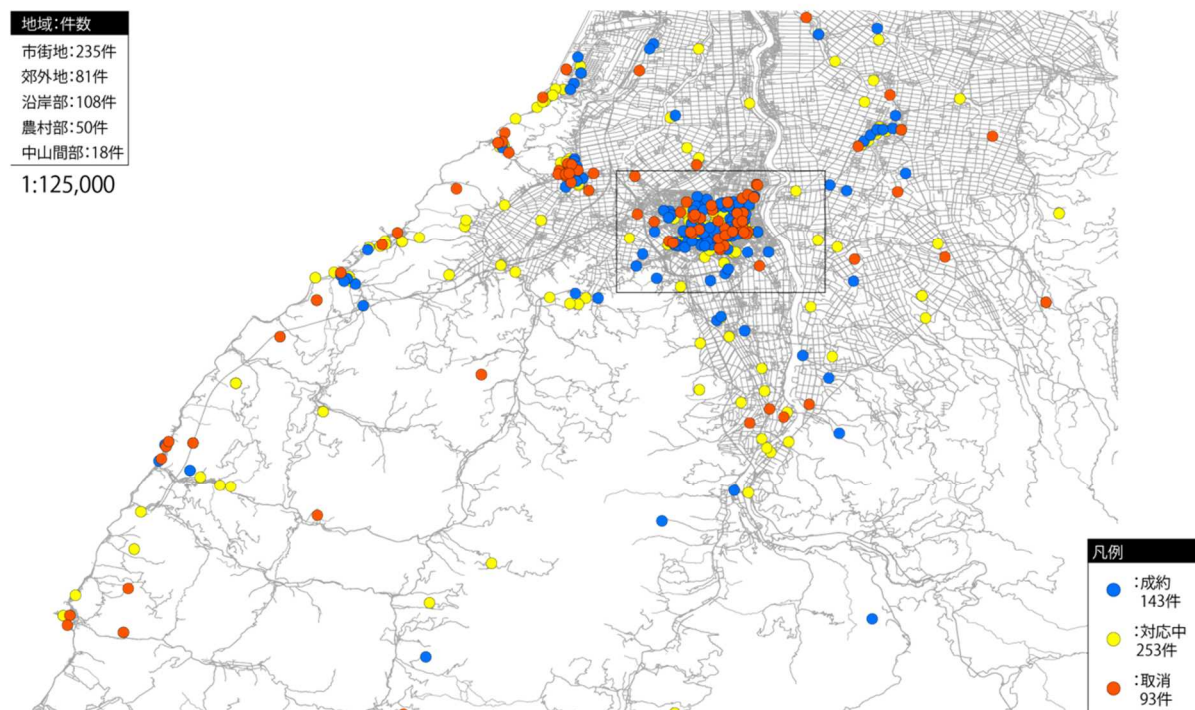 地域:件数
市街地:235件
郊外地:81件
沿岸部:108件
農村部:50件
中山間部:18件
1:125,000
凡例
:成約
143件
:対応中
253件
:取消
93件